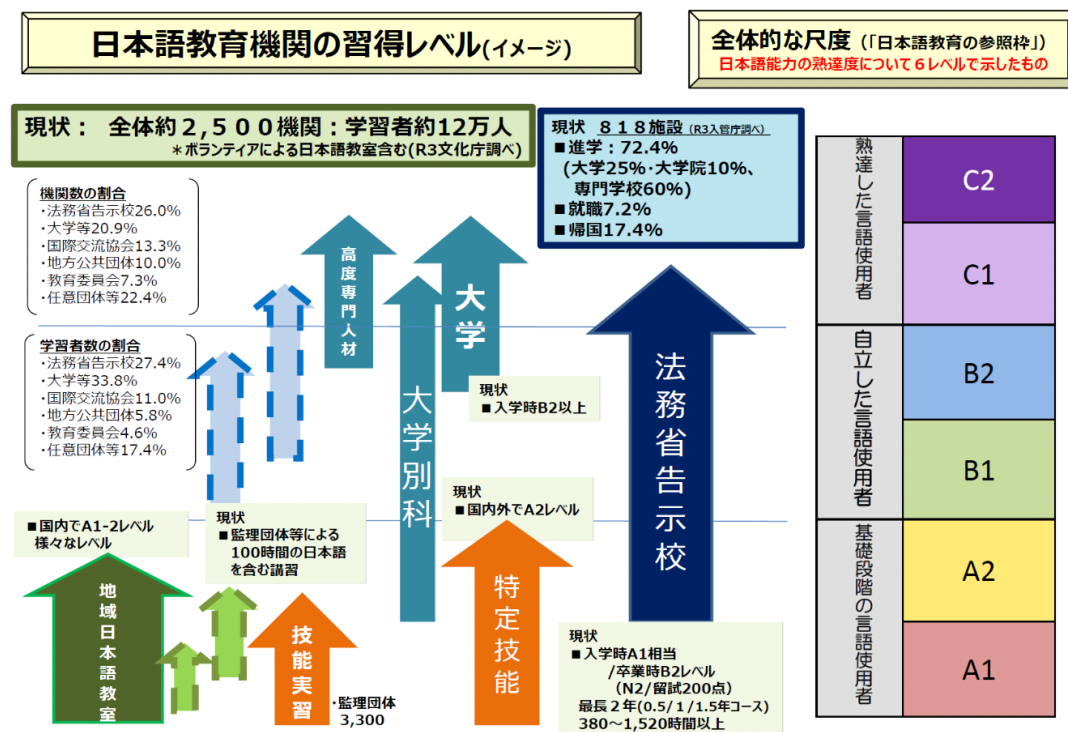 日本語教育機関の習得レベル(イメージ)
全体的な尺度（「日本語教育の参照枠」）
日本語能力の熟達度について６レベルで示したもの
現状： 全体約２,５００機関：学習者約12万人
＊ボランティアによる日本語教室含む(R3文化庁調べ)
機関数の割合
・法務省告示校26.0%
・大学等20.9%
・国際交流協会13.3%
・地方公共団体10.0%
・教育委員会7.3%
・任意団体等22.4%
学習者数の割合
・法務省告示校27.4%
・大学等33.8%
・国際交流協会11.0%
・地方公共団体5.8%
・教育委員会4.6%
・任意団体等17.4%
現状 ８１８施設 (R3入管庁調べ)
■進学：72.4%
(大学25%・大学院10%、
専門学校60%)
■就職7.2%
■帰国17.4%
高度専門人材
大学
大学別科
現状
■入学時B2以上
法務省告示校
■国内でA1-2レベル
様々なレベル
現状
■監理団体等による
100時間の日本語
を含む講習
現状
■国内外でA2レベル
地域日本語教室
技能実習
・監理団体
3,300
特定技能
現状
■入学時A1相当
/卒業時B2レベル
（N2/留試200点）
最長２年(0.5/１/1.5年コース)
380～1,520時間以上
熟達した言語使用者
C2
C1
自立した言語使用者
B2
B1
基礎段階の言語使用者
A2
A1